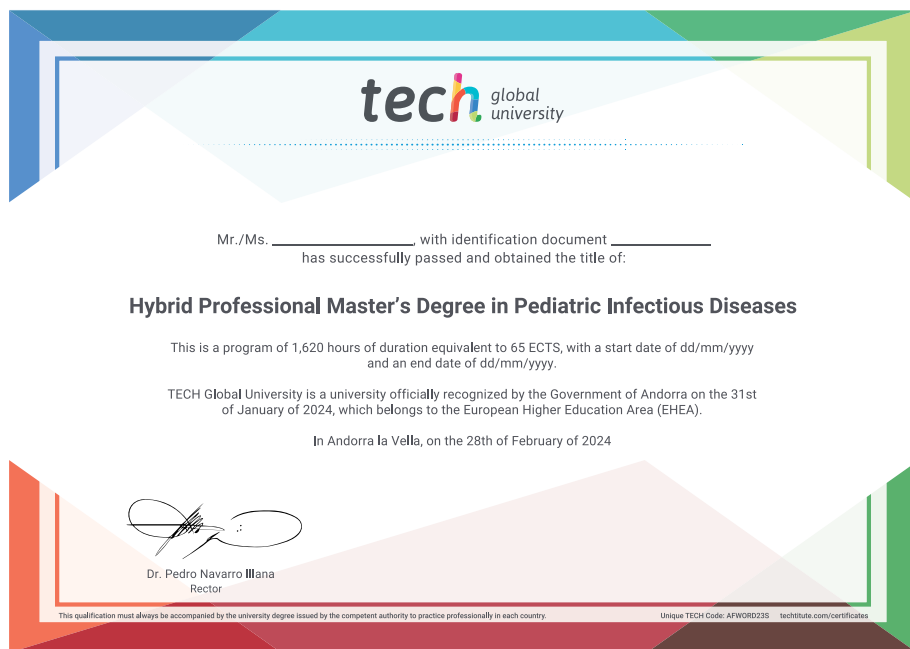 tech global
university
Mr./Ms. ____________________, with identification document ______________
has successfully passed and obtained the title of:
Hybrid Professional Master’s Degree in Pediatric Infectious Diseases
This is a program of 1,620 hours of duration equivalent to 65 ECTS, with a start date of dd/mm/yyyy
and an end date of dd/mm/yyyy.
TECH Global University is a university officially recognized by the Government of Andorra on the 31st
of January of 2024, which belongs to the European Higher Education Area (EHEA).
In Andorra la Vella, on the 28th of February of 2024
Dr. Pedro Navarro Illana
Rector
This qualification must always be accompanied by the university degree issued by the competent authority to practice professionally in each country.
Unique TECH Code: AFWORD23S techtitute.com/certificates